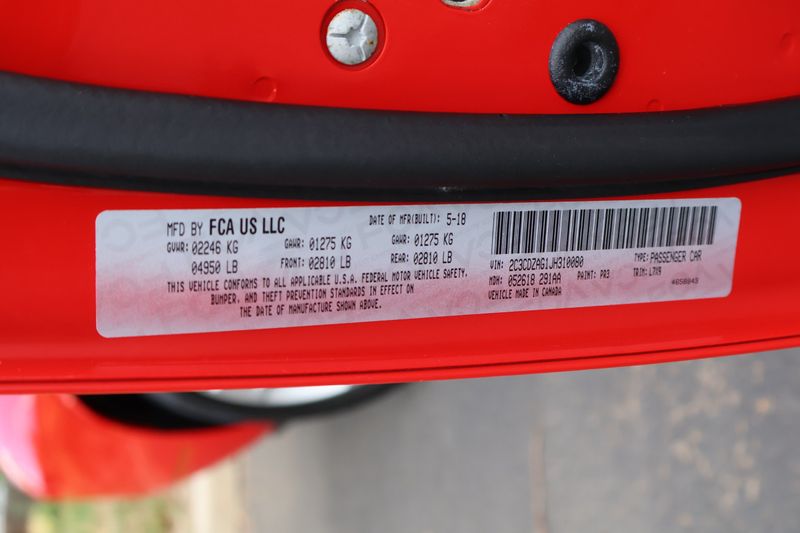 MFD BY FCA US LLC
DATE OF MFR(BUILT): 5-18
GVWR: 02246 KG
GAWR: 01275 KG
GAWR: 01275 KG
04950 LB
FRONT: 02810 LB
REAR: 02810 LB
THIS VEHICLE CONFORMS TO ALL APPLICABLE U.S.A. FEDERAL MOTOR VEHICLE SAFETY,
BUMPER, AND THEFT PREVENTION STANDARDS IN EFFECT ON
THE DATE OF MANUFACTURE SHOWN ABOVE.
VIN: 2C3CDZAG1JH310080
TYPE: PASSENGER CAR
MDH: 052618 281AA
PAINT: PR3
TRIM: L7X9
VEHICLE MADE IN CANADA
4658843